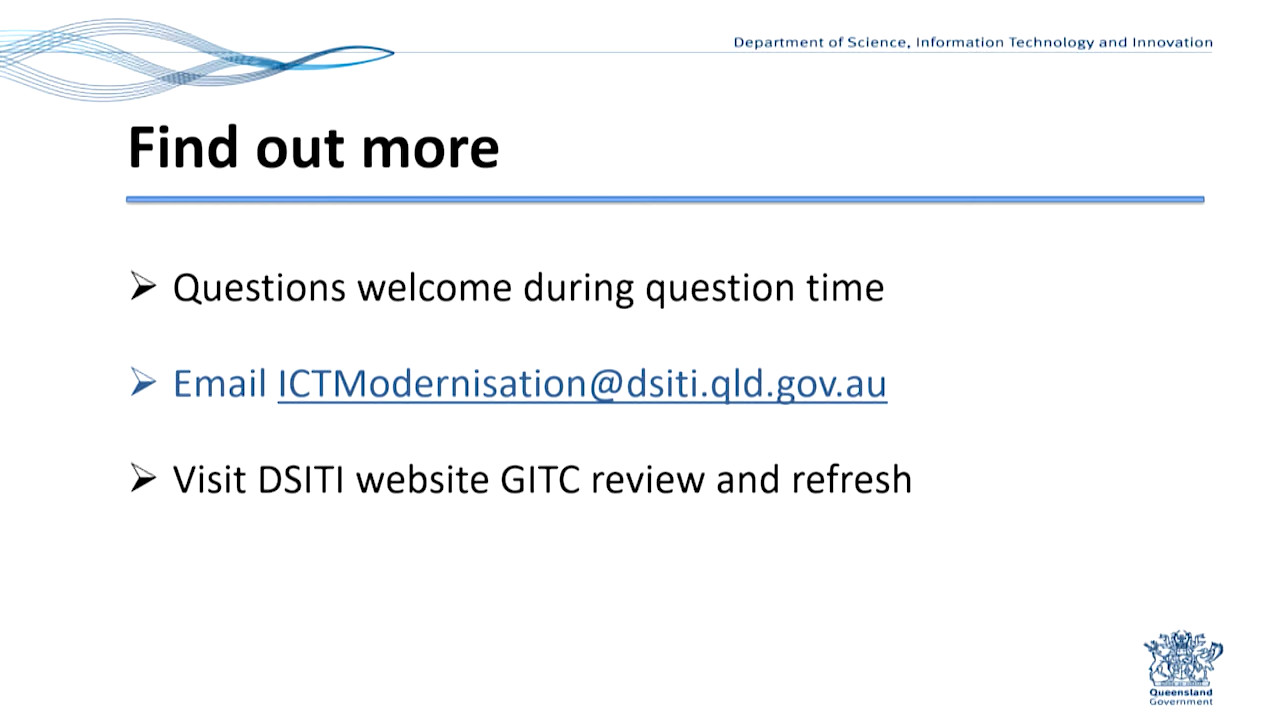 Department of Science, Information Technology and Innovation
Find out more
Questions welcome during question time
Email ICTModernisation@dsiti.qld.gov.au
Visit DSITI website GITC review and refresh
Queensland
Government